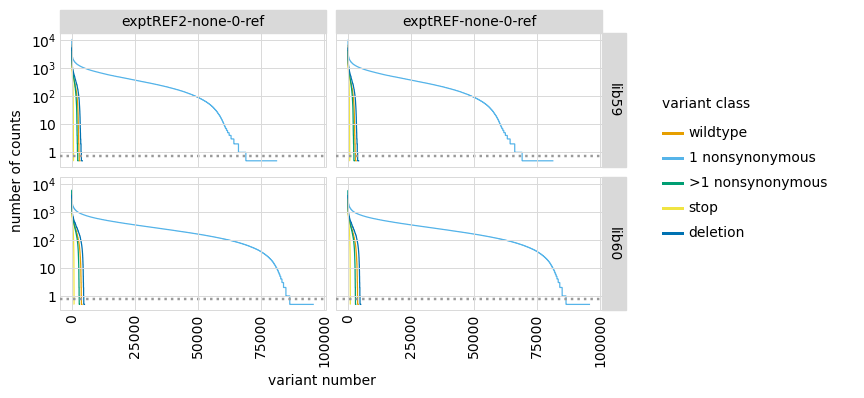 exptREF2-none-0-ref exptREF-none-0-ref
10⁴
10³
10²
10
1
lib59
10⁴
10³
10²
10
1
lib60
number of counts
0 25000 50000 75000 100000 0 25000 50000 75000 100000
variant number
variant class
wildtype
1 nonsynonymous
>1 nonsynonymous
stop
deletion